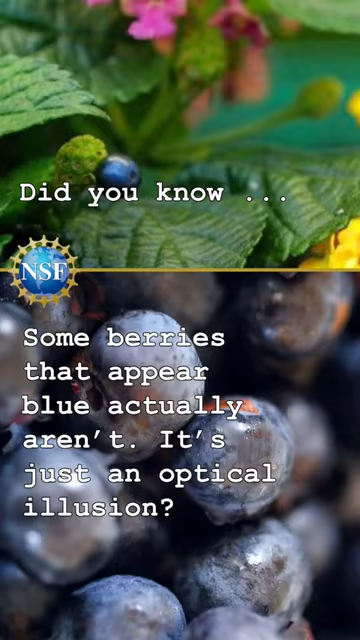 Did you know ...
NSF
Some berries
that appear
blue actually
aren’t. It’s
just an optical
illusion?